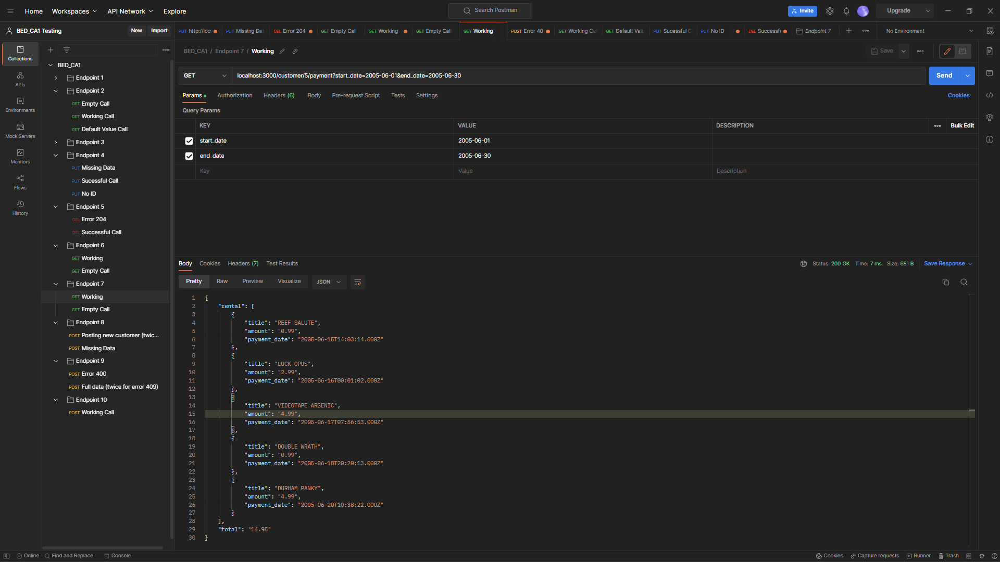 Home Workspaces API Network Explore Search Postman Invite Upgrade
BED_CA1 Testing New Import PUT http://loc PUT Missing Dat DEL Error 204 GET Empty Call GET Working GET Empty Call GET Working POST Error 40 GET Working Ca GET Default Valu PUT Sucessful C PUT No ID DEL Successfu Endpoint 7 No Environment
Collections
APIs
Environments
Mock Servers
Monitors
Flows
History
BED_CA1
Endpoint 1
Endpoint 2
GET Empty Call
GET Working Call
GET Default Value Call
Endpoint 3
Endpoint 4
PUT Missing Data
PUT Sucessful Call
PUT No ID
Endpoint 5
DEL Error 204
DEL Successful Call
Endpoint 6
GET Working
GET Empty Call
Endpoint 7
GET Working
GET Empty Call
Endpoint 8
POST Posting new customer (twic...
POST Missing Data
Endpoint 9
POST Error 400
POST Full data (twice for error 409)
Endpoint 10
POST Working Call
BED_CA1 / Endpoint 7 / Working Save
GET localhost:3000/customer/5/payment?start_date=2005-06-01&end_date=2005-06-30 Send
Params Authorization Headers (6) Body Pre-request Script Tests Settings Cookies
Query Params
KEY VALUE DESCRIPTION Bulk Edit
start_date 2005-06-01
end_date 2005-06-30
Key Value Description
Body Cookies Headers (7) Test Results Status: 200 OK Time: 7 ms Size: 681 B Save Response
Pretty Raw Preview Visualize JSON
1 {
2 "rental": [
3 {
4 "title": "REEF SALUTE",
5 "amount": "0.99",
6 "payment_date": "2005-06-15T14:03:14.000Z"
7 },
8 {
9 "title": "LUCK OPUS",
10 "amount": "2.99",
11 "payment_date": "2005-06-16T00:01:02.000Z"
12 },
13 {
14 "title": "VIDEOTAPE ARSENIC",
15 "amount": "4.99",
16 "payment_date": "2005-06-17T07:56:53.000Z"
17 },
18 {
19 "title": "DOUBLE WRATH",
20 "amount": "0.99",
21 "payment_date": "2005-06-18T20:20:13.000Z"
22 },
23 {
24 "title": "DURHAM PANKY",
25 "amount": "4.99",
26 "payment_date": "2005-06-20T10:38:22.000Z"
27 }
28 ],
29 "total": "14.95"
30 }
Online Find and Replace Console Cookies Capture requests Runner Trash